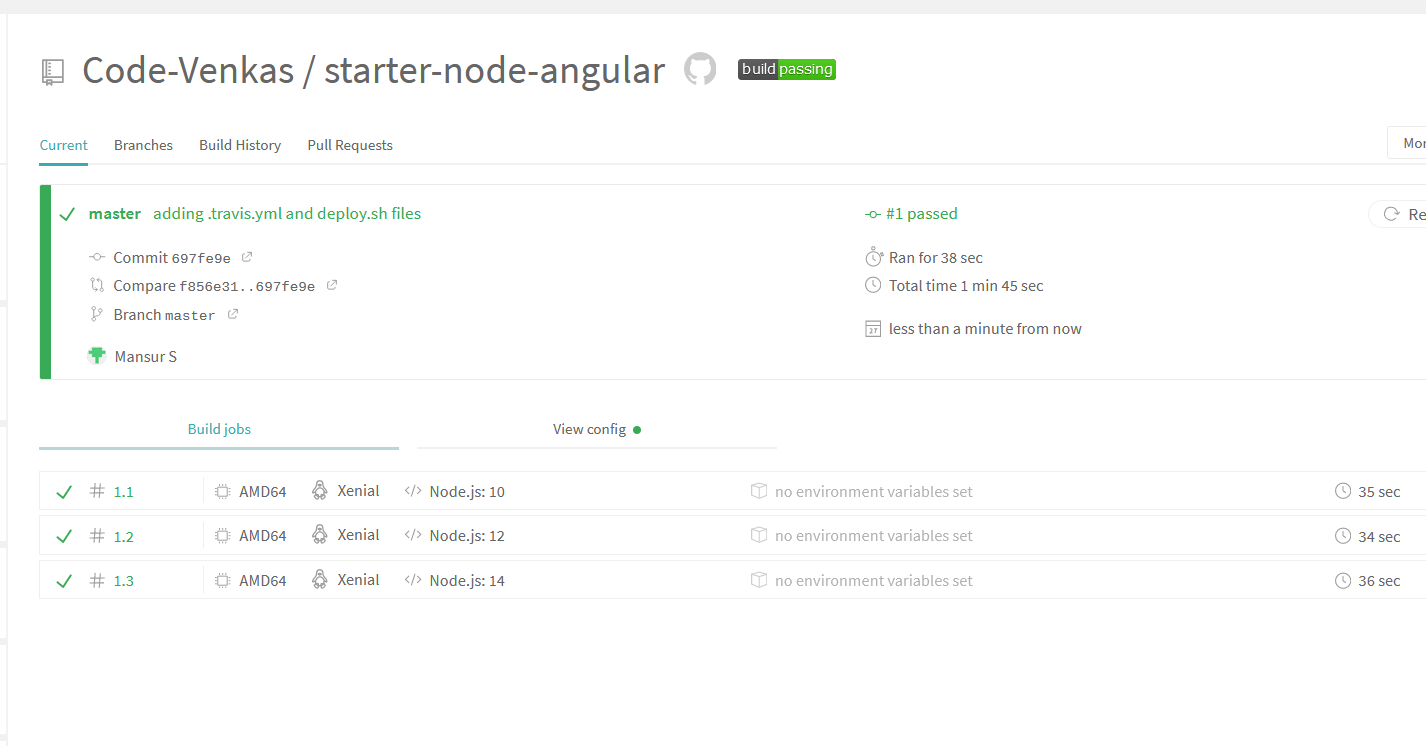 Code-Venkas / starter-node-angular build passing
Current Branches Build History Pull Requests
master adding .travis.yml and deploy.sh files
#1 passed
Commit 697fe9e
Ran for 38 sec
Compare f856e31..697fe9e
Total time 1 min 45 sec
Branch master
less than a minute from now
Mansur S
Build jobs View config
# 1.1 AMD64 Xenial </> Node.js: 10 no environment variables set 35 sec
# 1.2 AMD64 Xenial </> Node.js: 12 no environment variables set 34 sec
# 1.3 AMD64 Xenial </> Node.js: 14 no environment variables set 36 sec